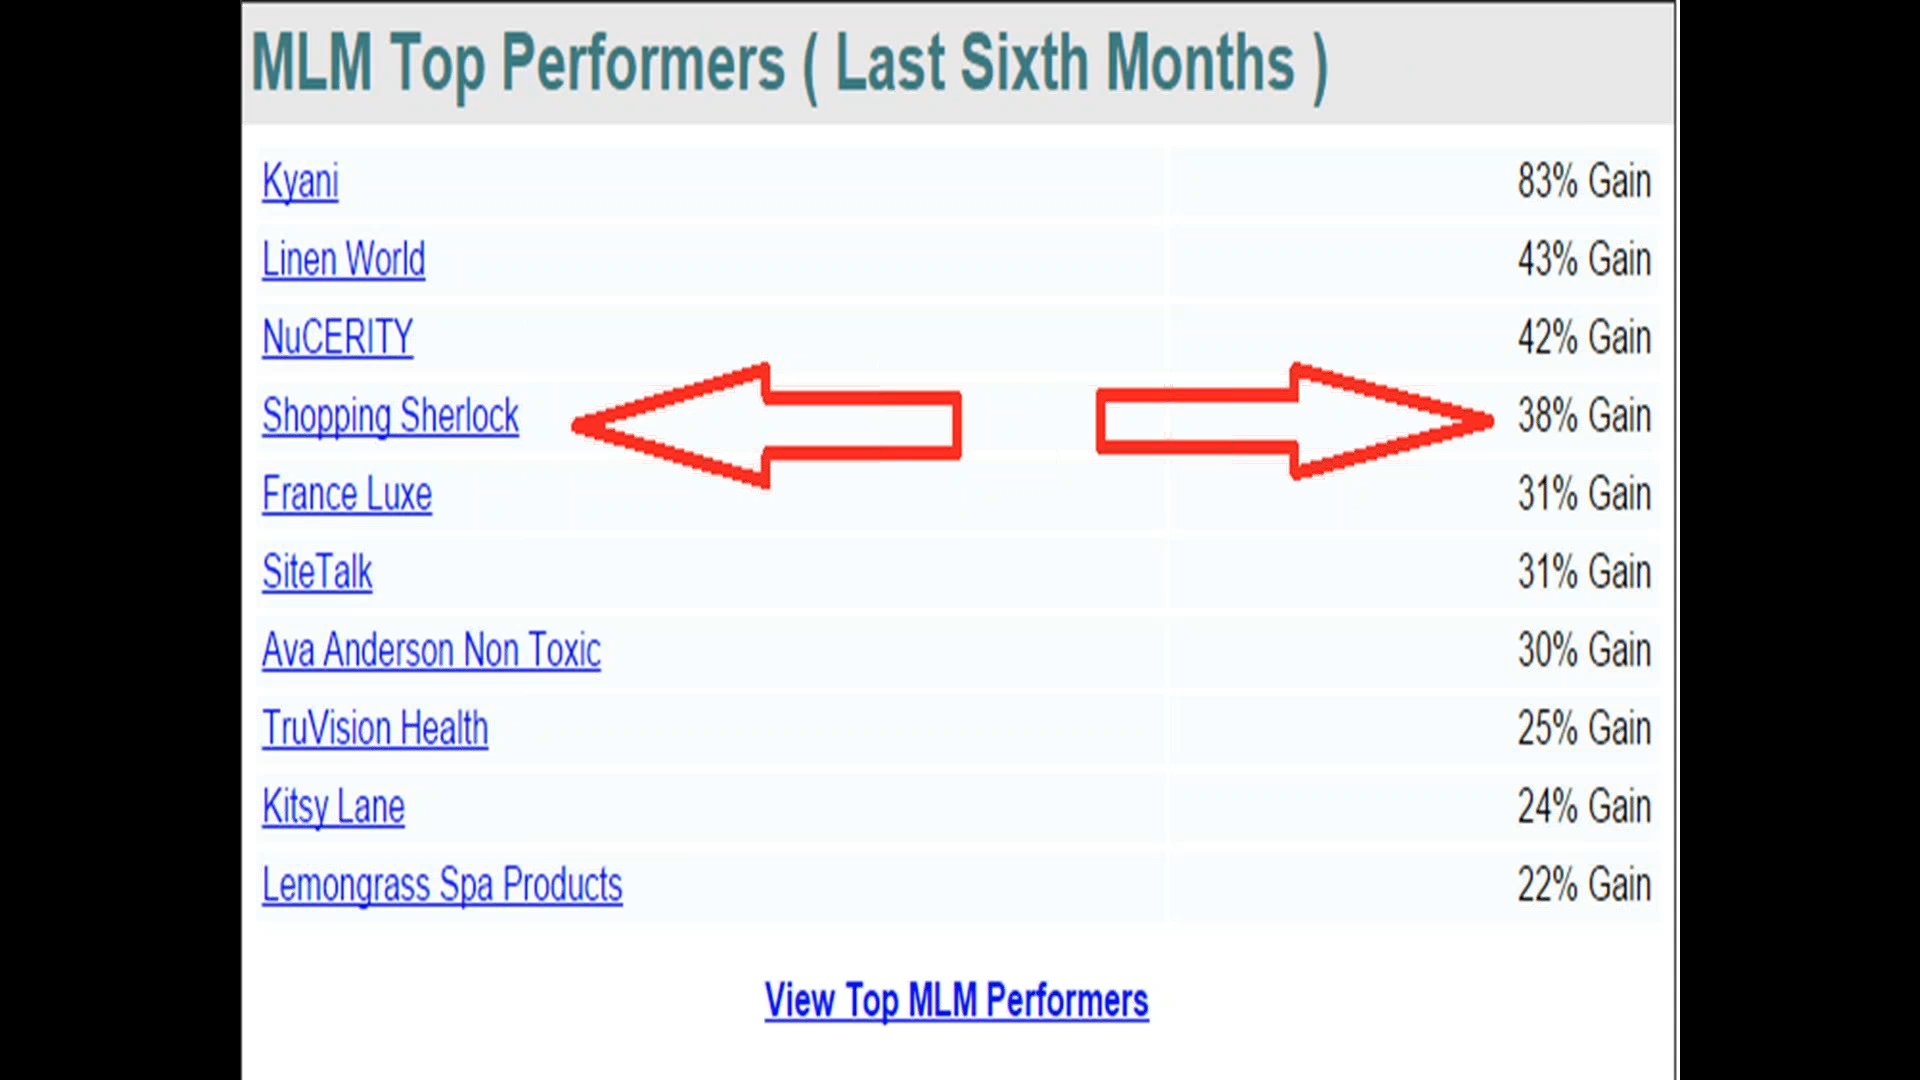 MLM Top Performers ( Last Sixth Months )
Kyani 83% Gain
Linen World 43% Gain
NuCERITY 42% Gain
Shopping Sherlock 38% Gain
France Luxe 31% Gain
SiteTalk 31% Gain
Ava Anderson Non Toxic 30% Gain
TruVision Health 25% Gain
Kitsy Lane 24% Gain
Lemongrass Spa Products 22% Gain
View Top MLM Performers